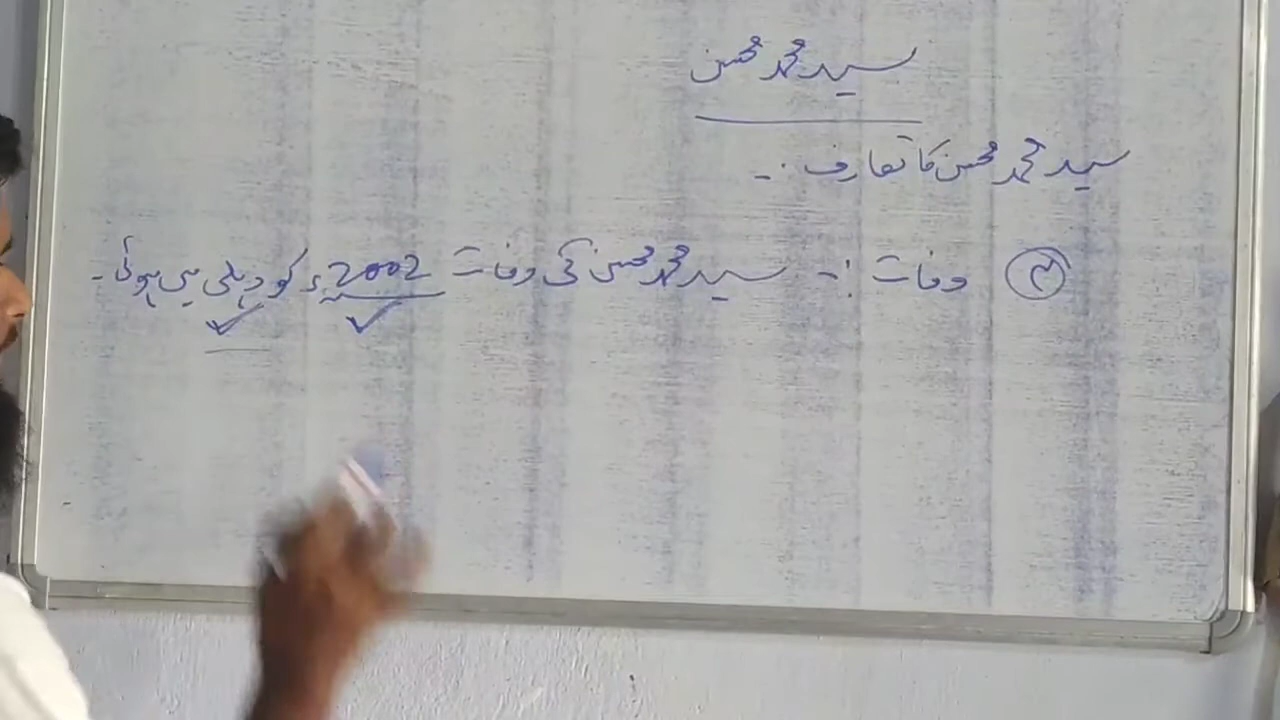 سید محمد محسن
سید محمد محسن کا تعارف :-
۳ وفات :- سید محمد محسن کی وفات 2002ء کو دہلی میں ہوئی۔